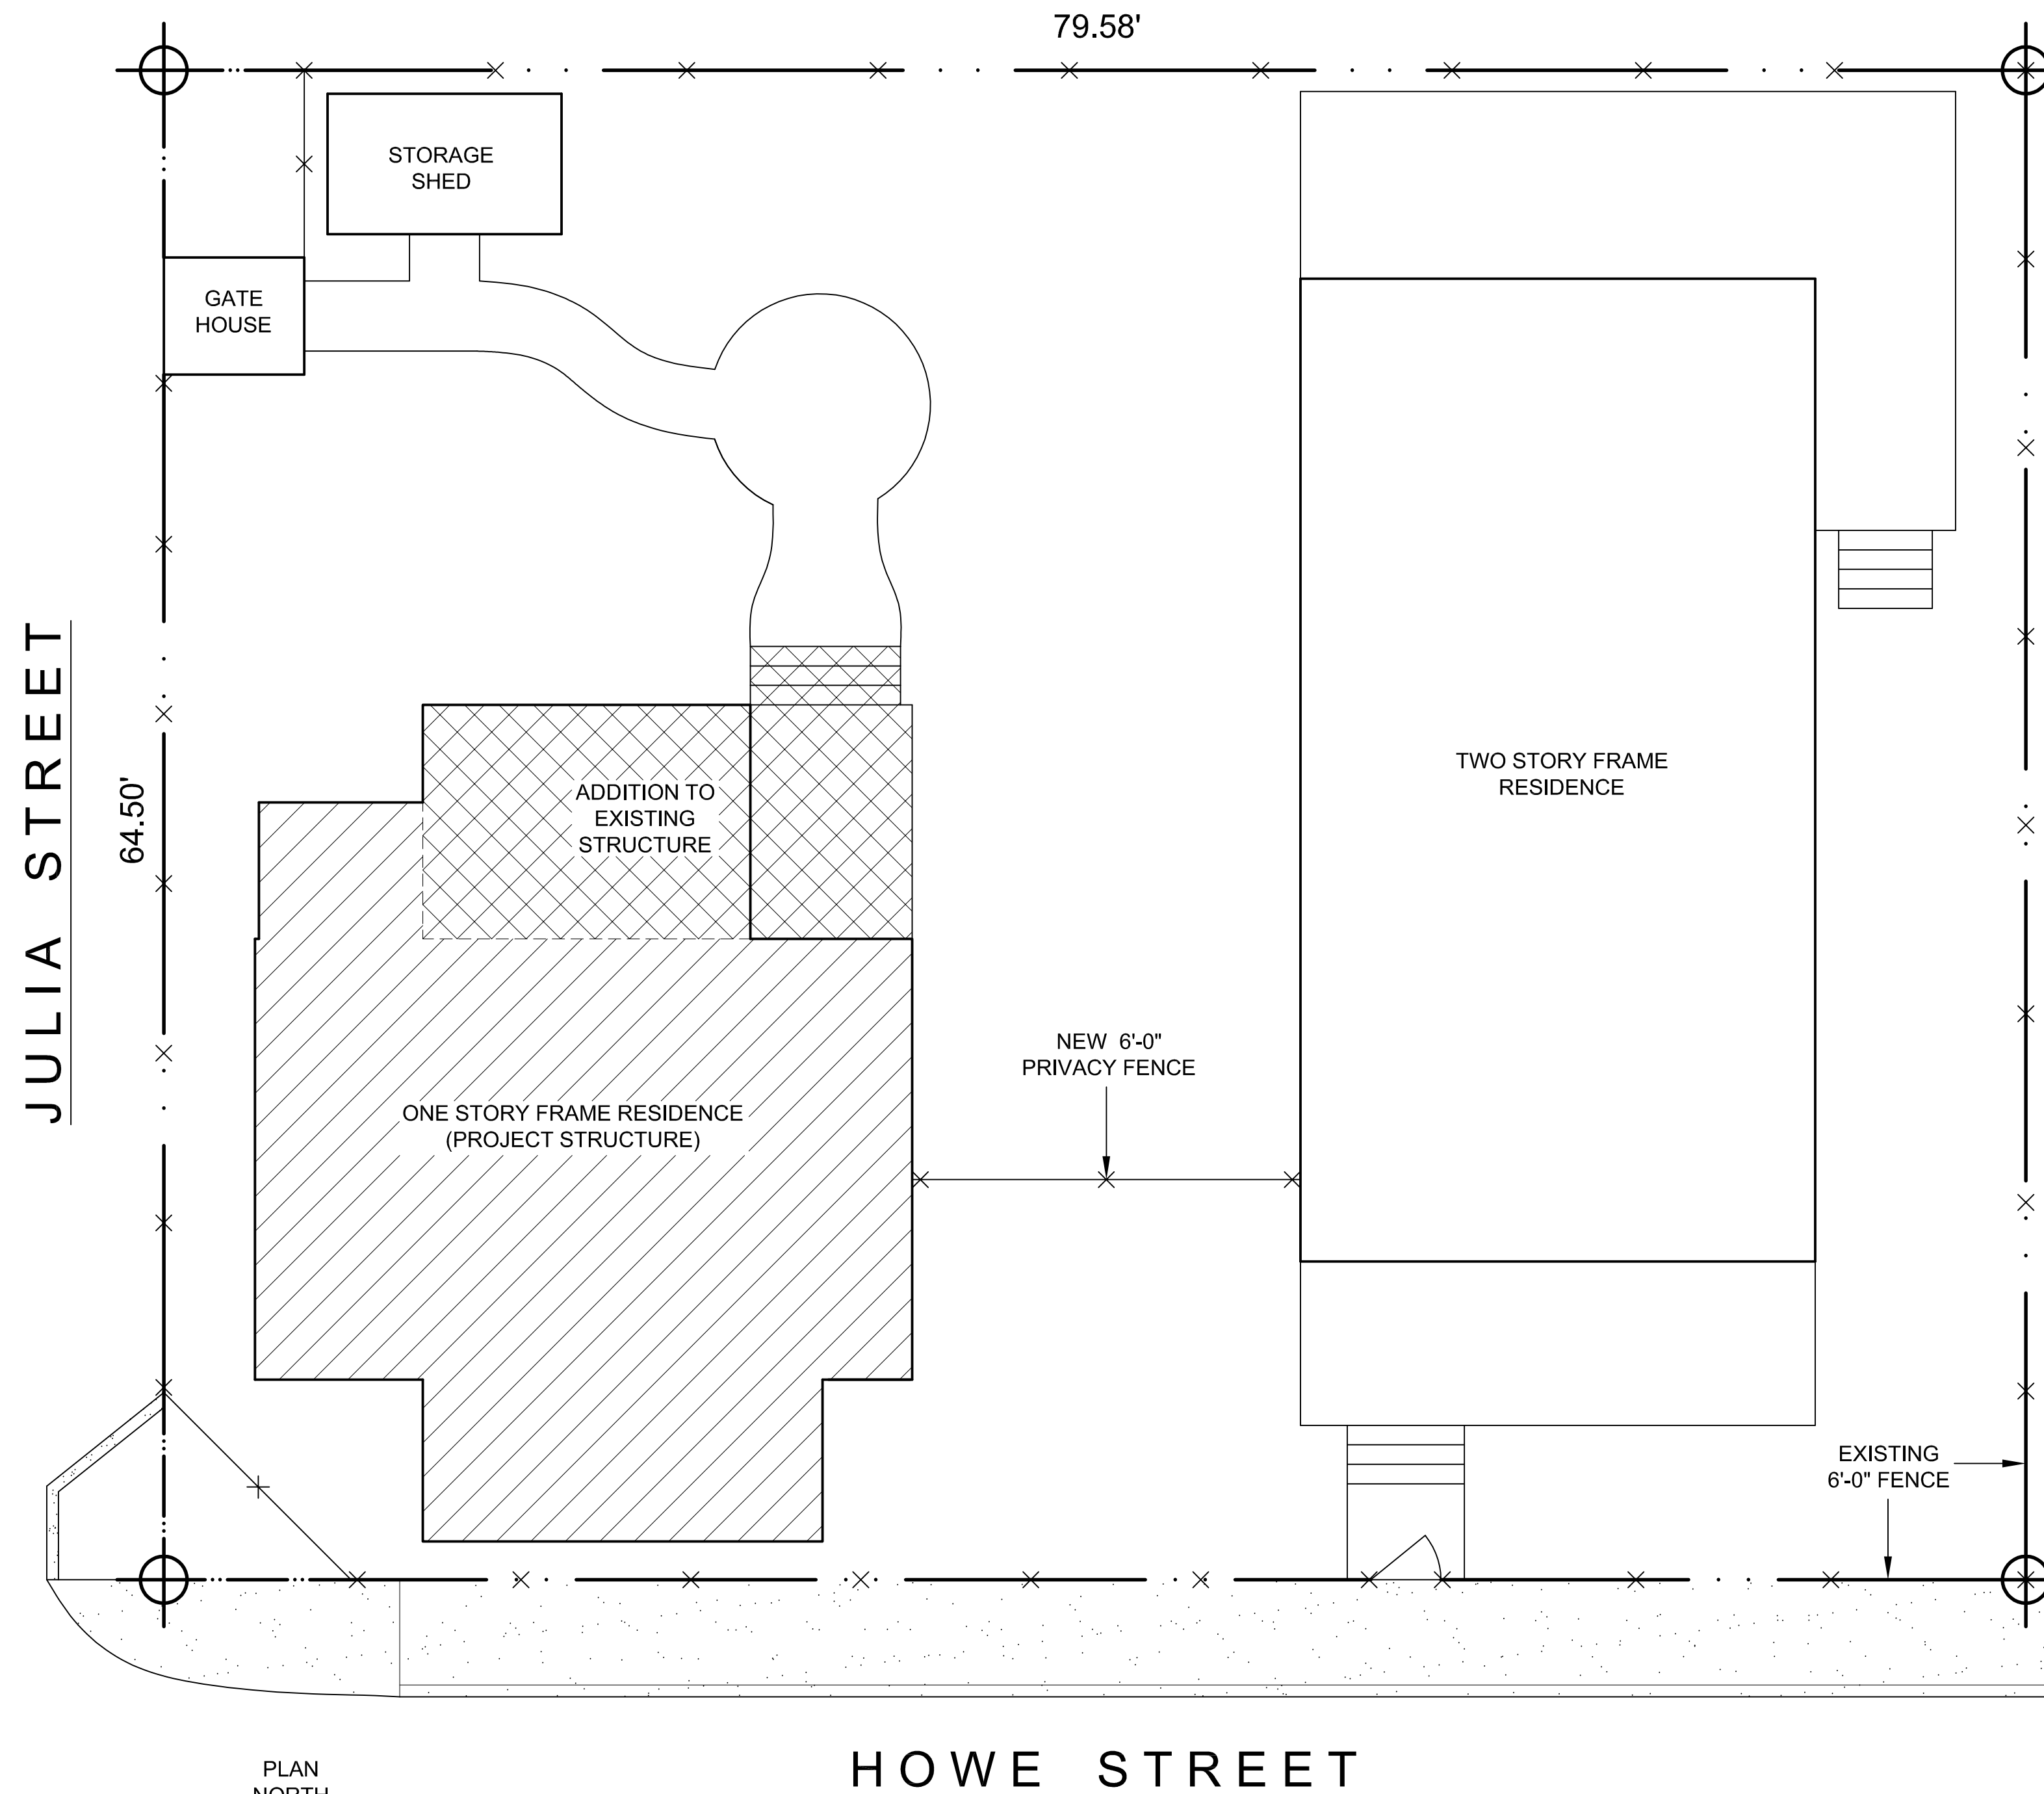 79.58'
STORAGE
SHED
GATE
HOUSE
JULIA STREET
64.50'
ADDITION TO
EXISTING
STRUCTURE
TWO STORY FRAME
RESIDENCE
NEW 6'-0"
PRIVACY FENCE
ONE STORY FRAME RESIDENCE
(PROJECT STRUCTURE)
EXISTING
6'-0" FENCE
HOWE STREET
PLAN
NORTH